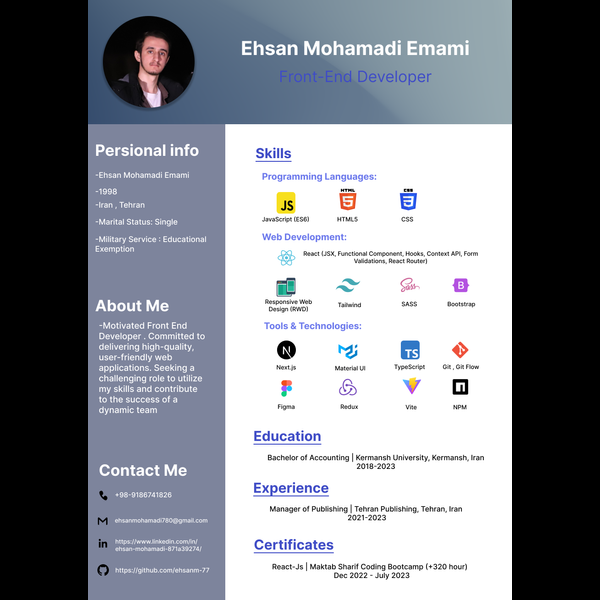 Ehsan Mohamadi Emami
Front-End Developer
Persional info
-Ehsan Mohamadi Emami
-1998
-Iran , Tehran
-Marital Status: Single
-Military Service : Educational
Exemption
About Me
-Motivated Front End
Developer . Committed to
delivering high-quality,
user-friendly web
applications. Seeking a
challenging role to utilize
my skills and contribute
to the success of a
dynamic team
Contact Me
+98-9186741826
ehsanmohamadi780@gmail.com
https://www.linkedin.com/in/
ehsan-mohamadi-871a39274/
https://github.com/ehsanm-77
Skills
Programming Languages:
JS
HTML
5
CSS
3
JavaScript (ES6)
HTML5
CSS
Web Development:
React (JSX, Functional Component, Hooks, Context API, Form
Validations, React Router)
Sass
B
Responsive Web
Design (RWD)
Tailwind
SASS
Bootstrap
Tools & Technologies:
N
TS
Next.js
Material UI
TypeScript
Git , Git Flow
Figma
Redux
Vite
NPM
Education
Bachelor of Accounting | Kermansh University, Kermansh, Iran
2018-2023
Experience
Manager of Publishing | Tehran Publishing, Tehran, Iran
2021-2023
Certificates
React-Js | Maktab Sharif Coding Bootcamp (+320 hour)
Dec 2022 - July 2023